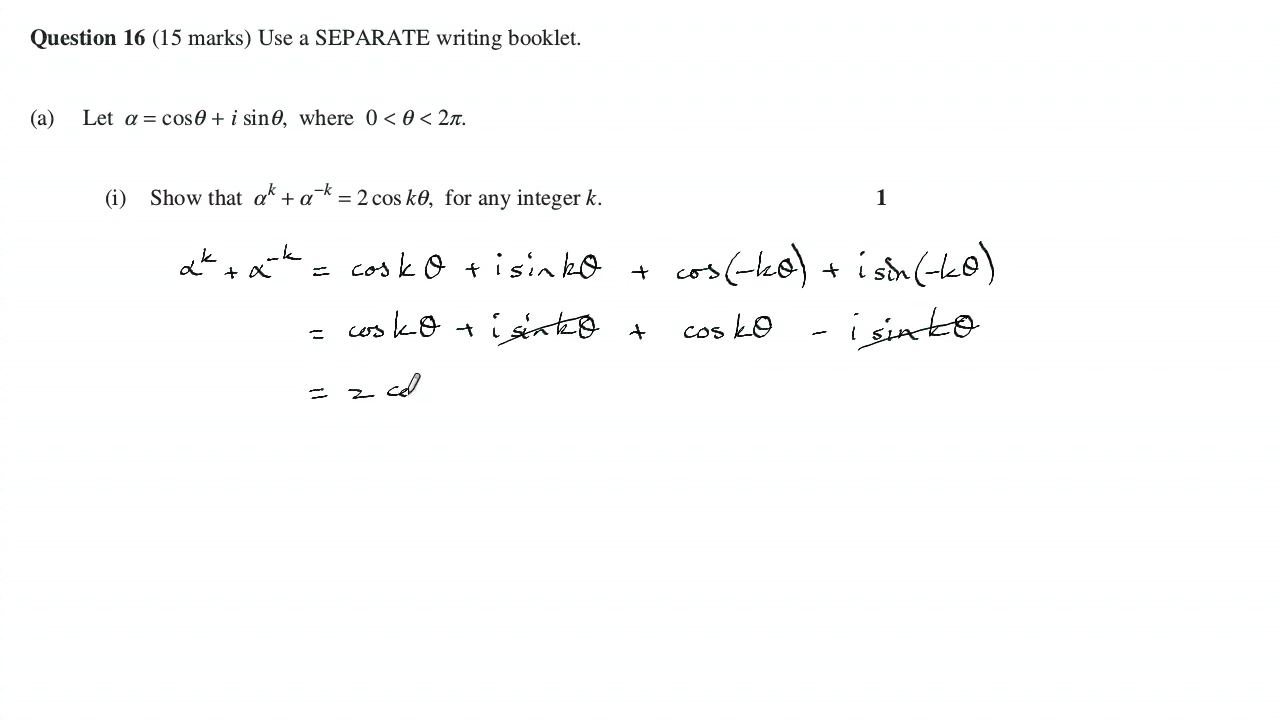 Question 16 (15 marks) Use a SEPARATE writing booklet.
(a) Let α = cosθ + i sinθ, where 0 < θ < 2π.
(i) Show that α^k + α^−k = 2 cos kθ, for any integer k. 1
α^k + α^-k = cos kθ + i sin kθ + cos(-kθ) + i sin(-kθ)
= cos kθ + i sin kθ + cos kθ - i sin kθ
= 2 co